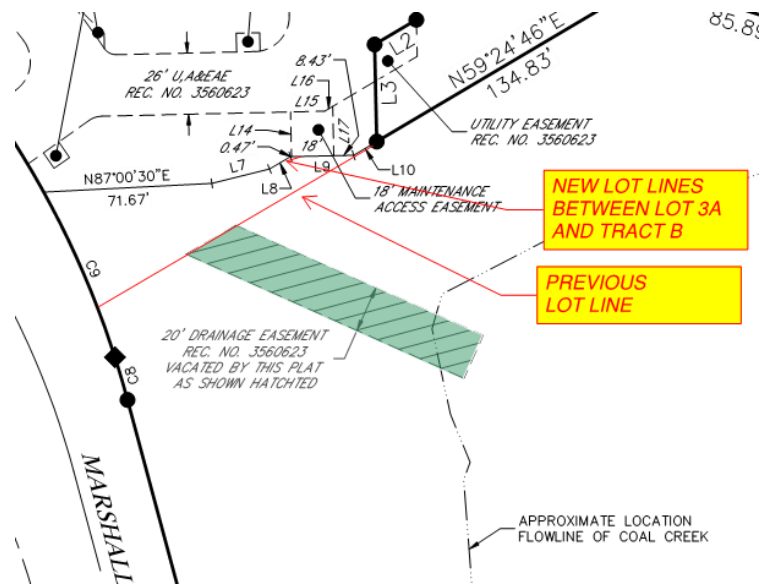 85.89
L2
N59°24'46"E
134.83'
8.43'
26' U,A&EAE
REC. NO. 3560623
L16
L15
L3
UTILITY EASEMENT
REC. NO. 3560623
L14
L17
0.47'
18'
L7
L9
L10
N87°00'30"E
71.67'
L8
18' MAINTENANCE
ACCESS EASEMENT
NEW LOT LINES
BETWEEN LOT 3A
AND TRACT B
C9
PREVIOUS
LOT LINE
20' DRAINAGE EASEMENT
REC. NO. 3560623
VACATED BY THIS PLAT
AS SHOWN HATCHTED
C8
MARSHALL
APPROXIMATE LOCATION
FLOWLINE OF COAL CREEK